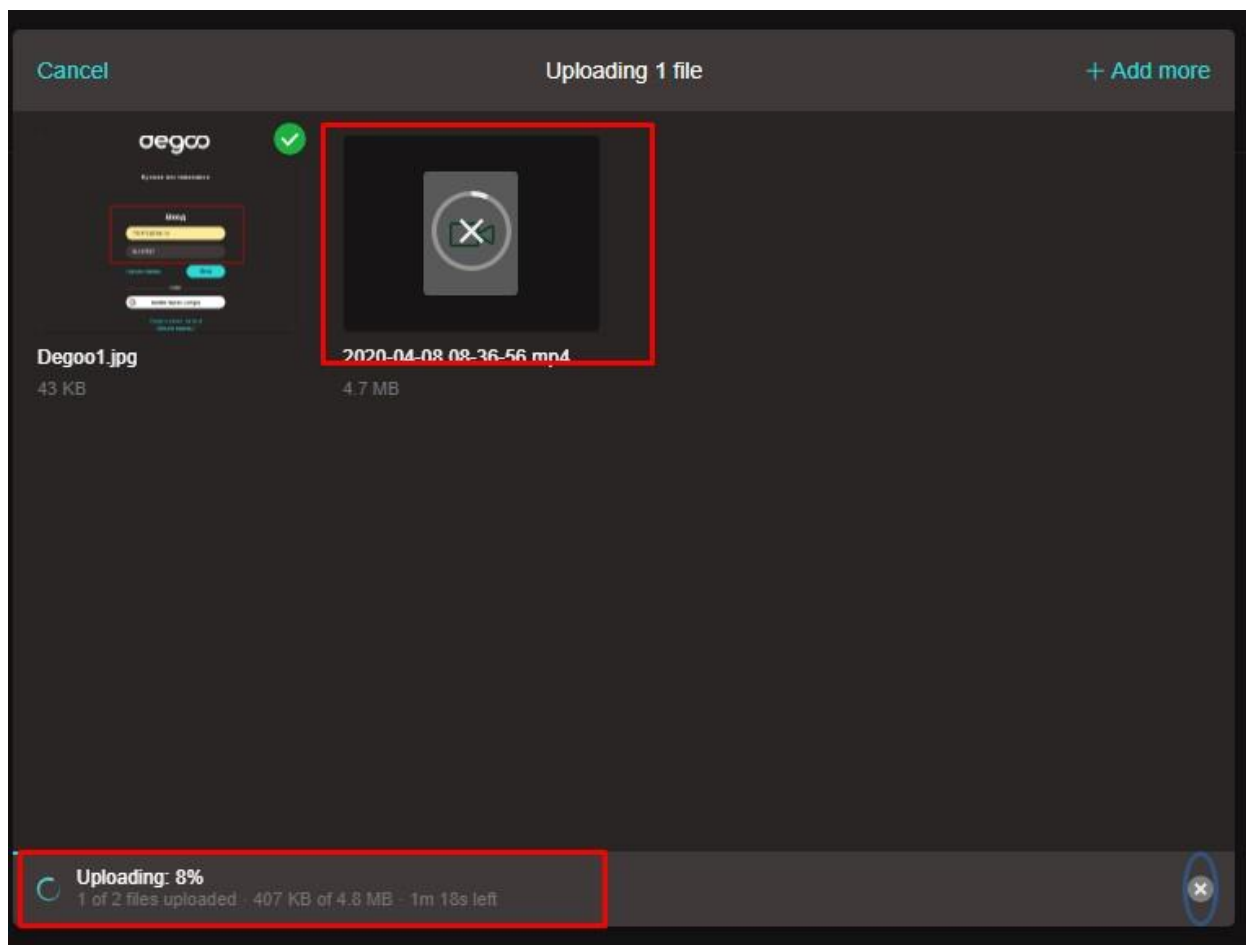 Cancel
Uploading 1 file
+ Add more
degoo
Вход
Degoo1.jpg
43 KB
2020-04-08 08-36-56.mp4
4.7 MB
Uploading: 8%
1 of 2 files uploaded · 407 KB of 4.8 MB · 1m 18s left